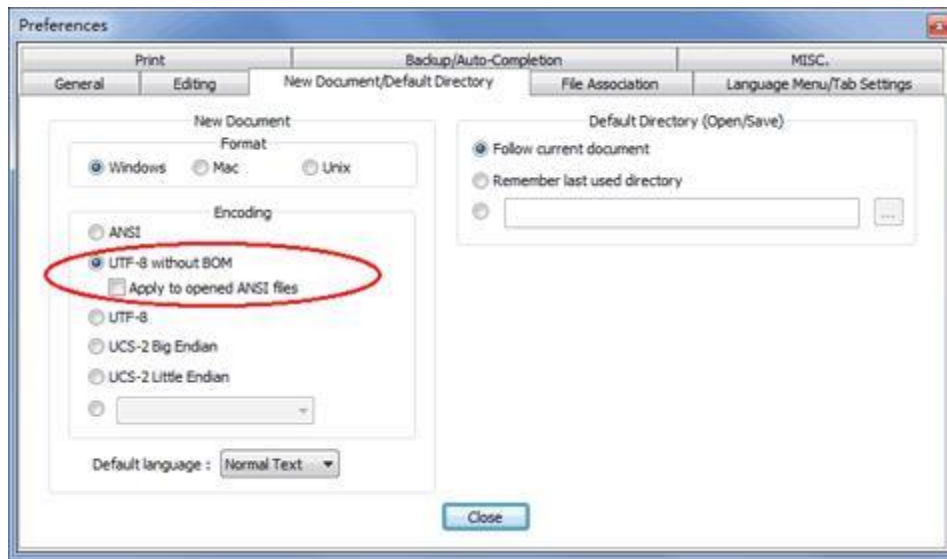 Preferences
Print Backup/Auto-Completion MISC.
General Editing New Document/Default Directory File Association Language Menu/Tab Settings
New Document
Format
Windows Mac Unix
Encoding
ANSI
UTF-8 without BOM
Apply to opened ANSI files
UTF-8
UCS-2 Big Endian
UCS-2 Little Endian
Default language : Normal Text
Default Directory (Open/Save)
Follow current document
Remember last used directory
...
Close